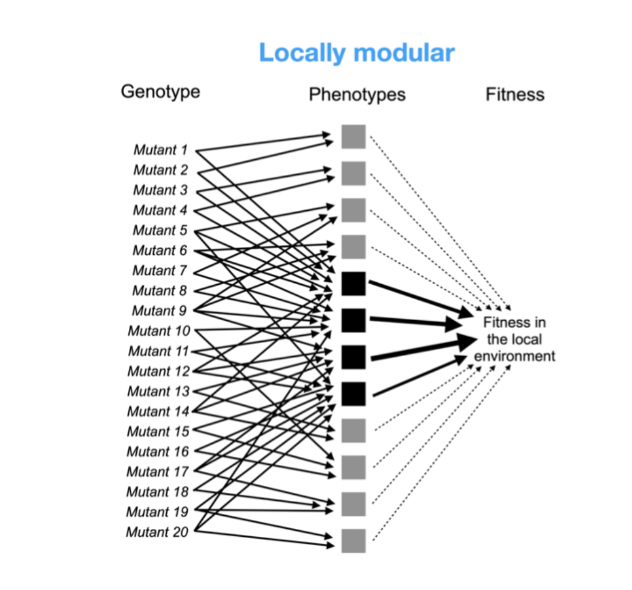 Locally modular
Genotype
Phenotypes
Fitness
Mutant 1
Mutant 2
Mutant 3
Mutant 4
Mutant 5
Mutant 6
Mutant 7
Mutant 8
Mutant 9
Mutant 10
Mutant 11
Mutant 12
Mutant 13
Mutant 14
Mutant 15
Mutant 16
Mutant 17
Mutant 18
Mutant 19
Mutant 20
Fitness in
the local
environment